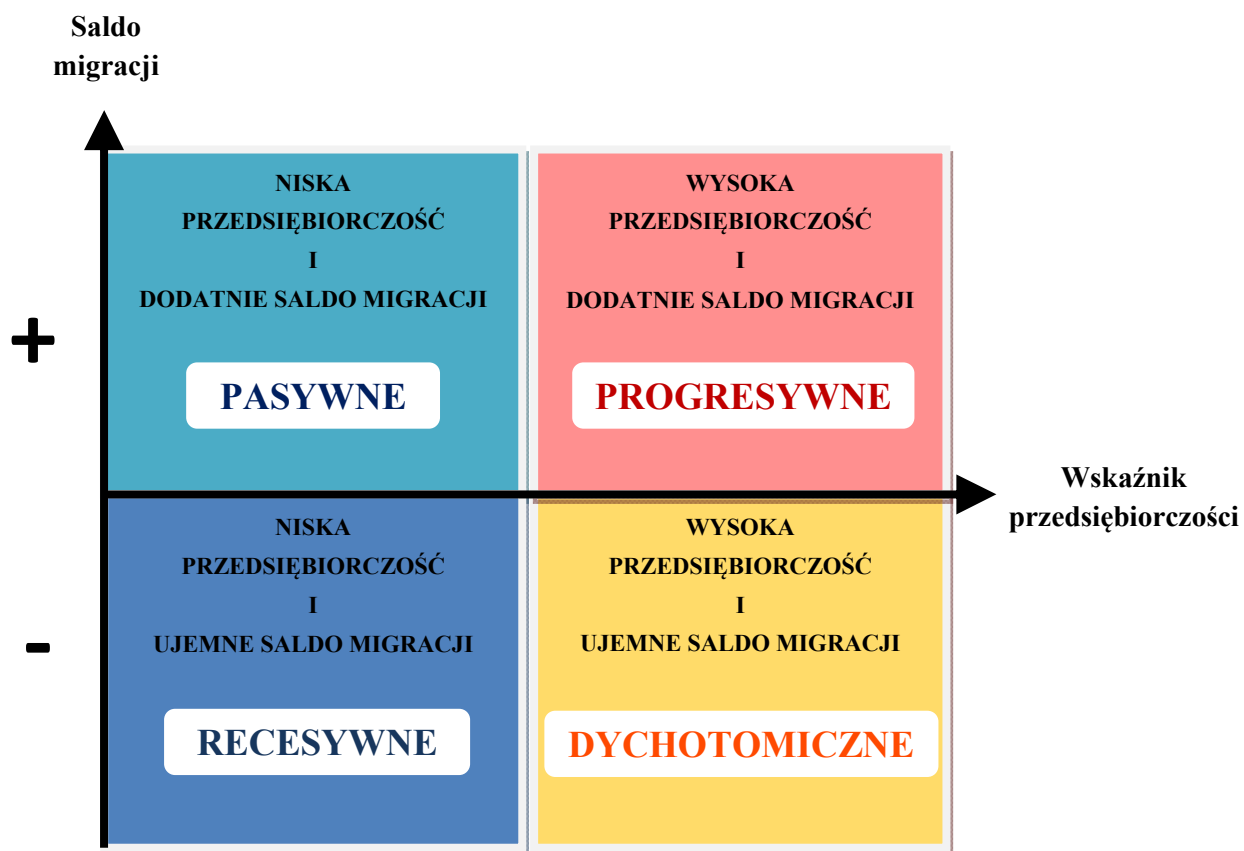 Saldo
migracji
NISKA
PRZEDSIĘBIORCZOŚĆ
I
DODATNIE SALDO MIGRACJI
PASYWNE
WYSOKA
PRZEDSIĘBIORCZOŚĆ
I
DODATNIE SALDO MIGRACJI
PROGRESYWNE
+
Wskaźnik
przedsiębiorczości
NISKA
PRZEDSIĘBIORCZOŚĆ
I
UJEMNE SALDO MIGRACJI
RECESYWNE
WYSOKA
PRZEDSIĘBIORCZOŚĆ
I
UJEMNE SALDO MIGRACJI
DYCHOTOMICZNE
-